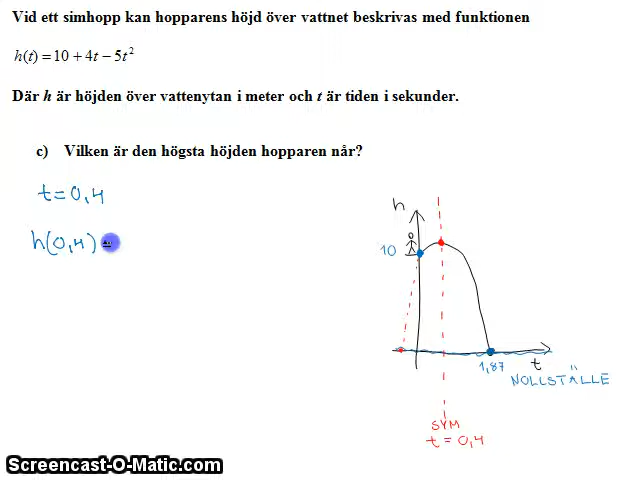 Vid ett simhopp kan hopparens höjd över vattnet beskrivas med funktionen
h(t) = 10 + 4t − 5t²
Där h är höjden över vattenytan i meter och t är tiden i sekunder.
c) Vilken är den högsta höjden hopparen når?
t = 0,4
h(0,4) =
h
10
1,87
t
NOLLSTÄLLE
SYM
t = 0,4
Screencast-O-Matic.com